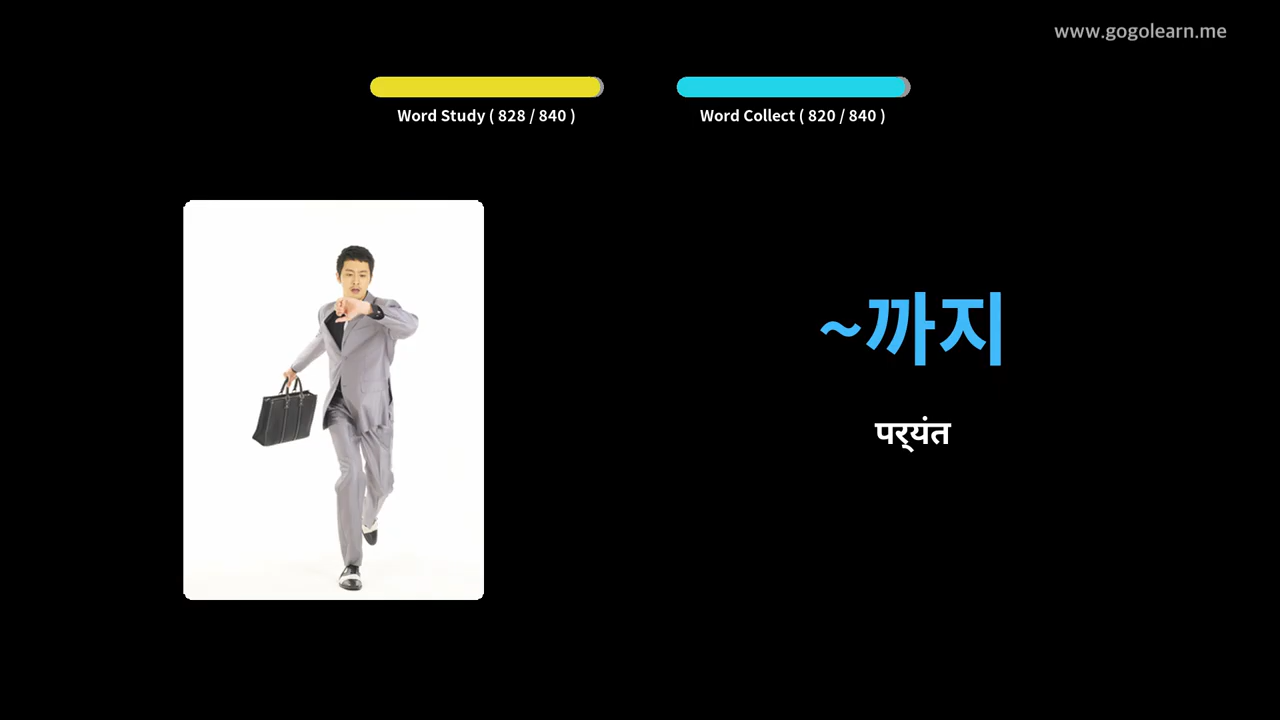 www.gogolearn.me
Word Study ( 828 / 840 )
Word Collect ( 820 / 840 )
~까지
पर्‍यंत